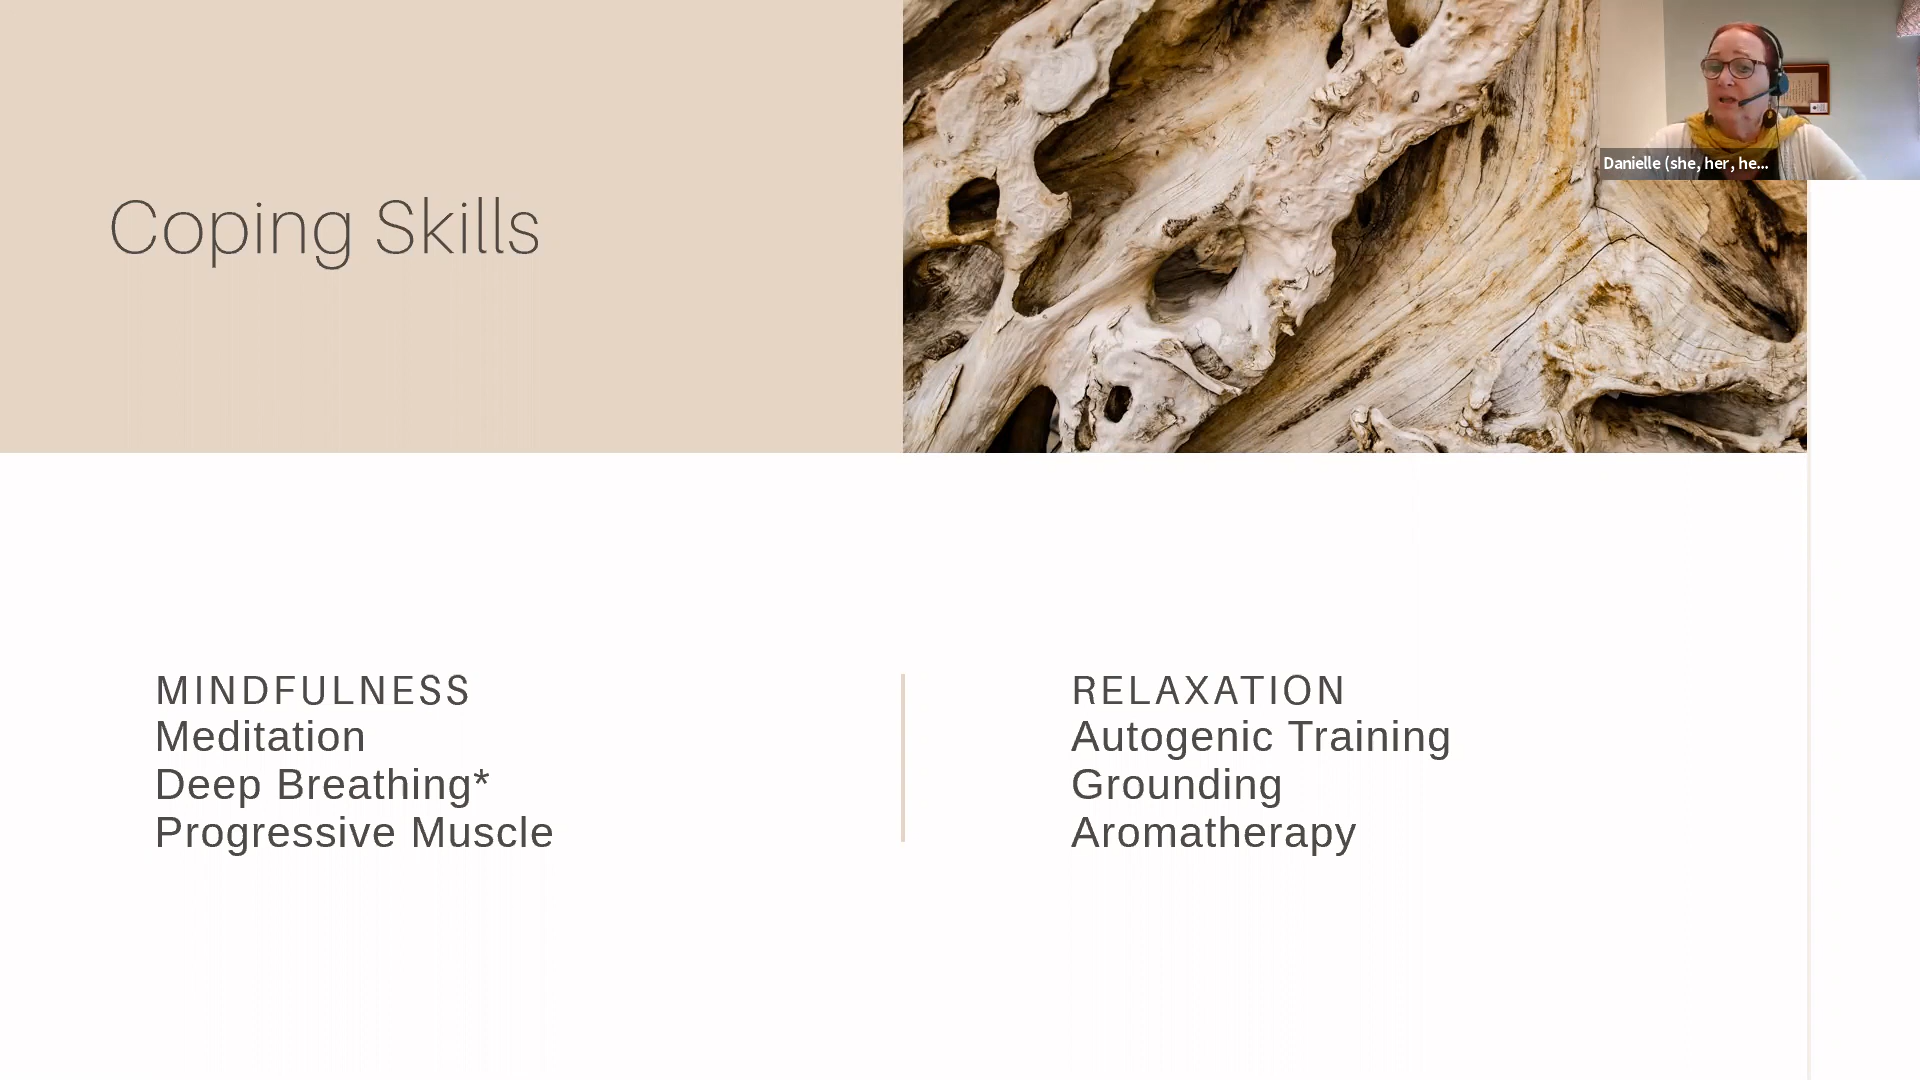 Danielle (she, her, he...
Coping Skills
MINDFULNESS
Meditation
Deep Breathing*
Progressive Muscle
RELAXATION
Autogenic Training
Grounding
Aromatherapy